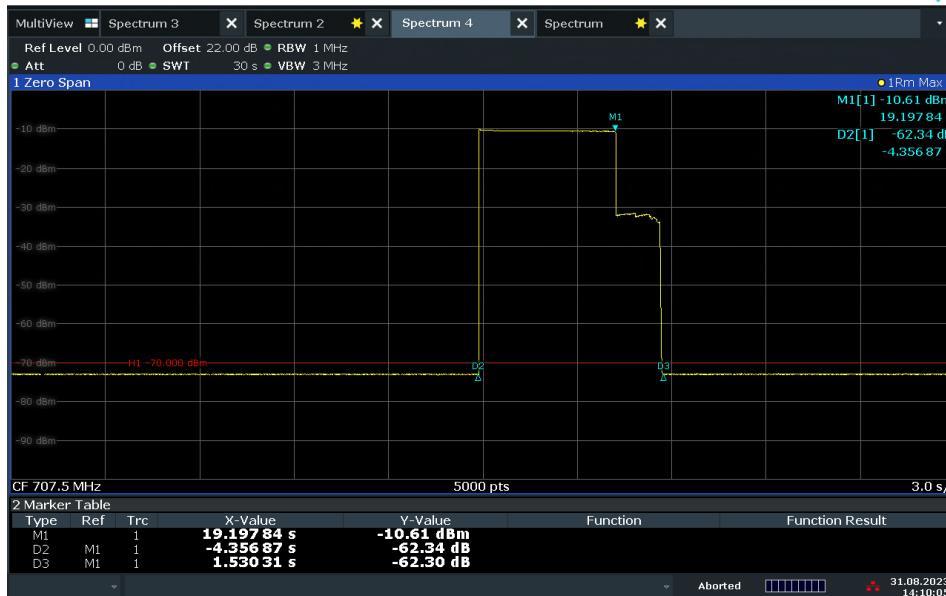 MultiView Spectrum 3 X Spectrum 2 X Spectrum 4 X Spectrum X
Ref Level 0.00 dBm Offset 22.00 dB RBW 1 MHz
Att 0 dB SWT 30 s VBW 3 MHz
1 Zero Span 1Rm Max
M1[1] -10.61 dBm
19.197 84
D2[1] -62.34 d
-4.356 87
M1
-10 dBm
-20 dBm
-30 dBm
-40 dBm
-50 dBm
-60 dBm
-70 dBm H1 -70.000 dBm D2 D3
-80 dBm
-90 dBm
CF 707.5 MHz 5000 pts 3.0 s/
2 Marker Table
Type Ref Trc X-Value Y-Value Function Function Result
M1 1 19.197 84 s -10.61 dBm
D2 M1 1 -4.356 87 s -62.34 dB
D3 M1 1 1.530 31 s -62.30 dB
Aborted 31.08.2023